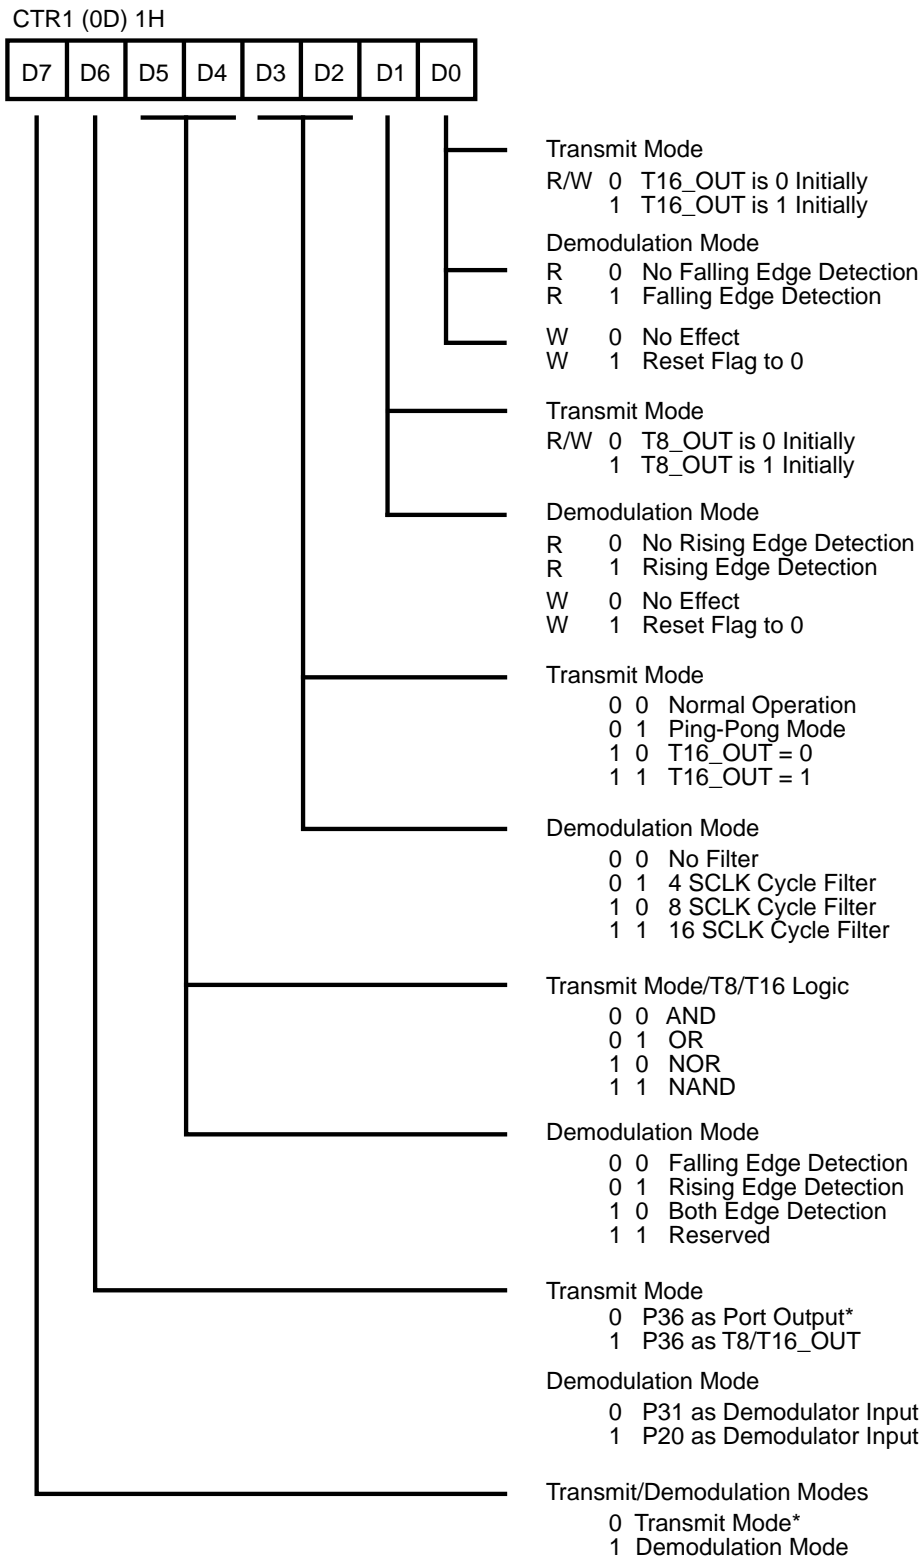 CTR1 (0D) 1H
D7 D6 D5 D4 D3 D2 D1 D0
Transmit Mode
R/W 0 T16_OUT is 0 Initially
1 T16_OUT is 1 Initially
Demodulation Mode
R 0 No Falling Edge Detection
R 1 Falling Edge Detection
W 0 No Effect
W 1 Reset Flag to 0
Transmit Mode
R/W 0 T8_OUT is 0 Initially
1 T8_OUT is 1 Initially
Demodulation Mode
R 0 No Rising Edge Detection
R 1 Rising Edge Detection
W 0 No Effect
W 1 Reset Flag to 0
Transmit Mode
0 0 Normal Operation
0 1 Ping-Pong Mode
1 0 T16_OUT = 0
1 1 T16_OUT = 1
Demodulation Mode
0 0 No Filter
0 1 4 SCLK Cycle Filter
1 0 8 SCLK Cycle Filter
1 1 16 SCLK Cycle Filter
Transmit Mode/T8/T16 Logic
0 0 AND
0 1 OR
1 0 NOR
1 1 NAND
Demodulation Mode
0 0 Falling Edge Detection
0 1 Rising Edge Detection
1 0 Both Edge Detection
1 1 Reserved
Transmit Mode
0 P36 as Port Output*
1 P36 as T8/T16_OUT
Demodulation Mode
0 P31 as Demodulator Input
1 P20 as Demodulator Input
Transmit/Demodulation Modes
0 Transmit Mode*
1 Demodulation Mode